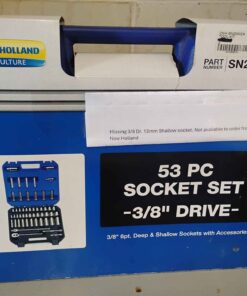 HOLLAND
CULTURE
PART
NUMBER
SN2
Missing 3/8 Dr. 12mm Shallow socket. Not available to order from
New Holland
53 PC
SOCKET SET
-3/8" DRIVE-
3/8" 6pt. Deep & Shallow Sockets with Accessories